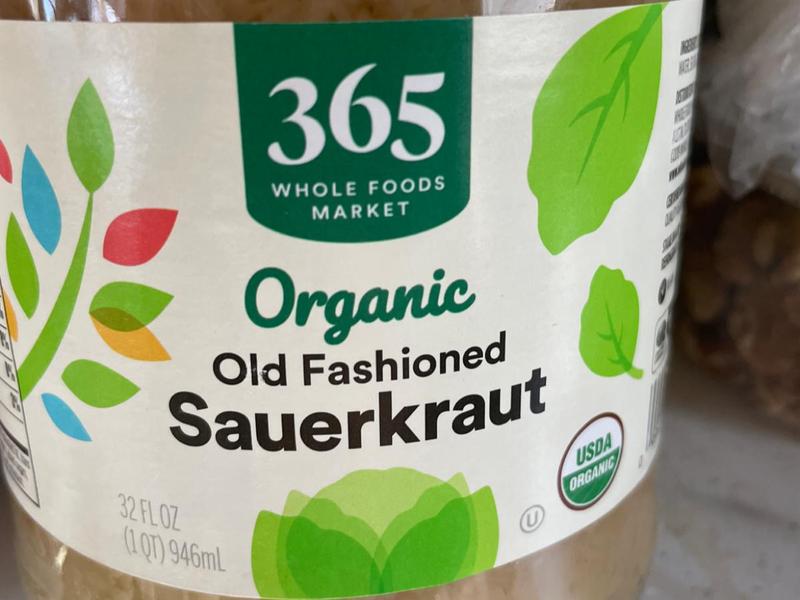 365
WHOLE FOODS
MARKET
Organic
Old Fashioned
Sauerkraut
USDA
ORGANIC
U
32 FL OZ
(1 QT) 946mL